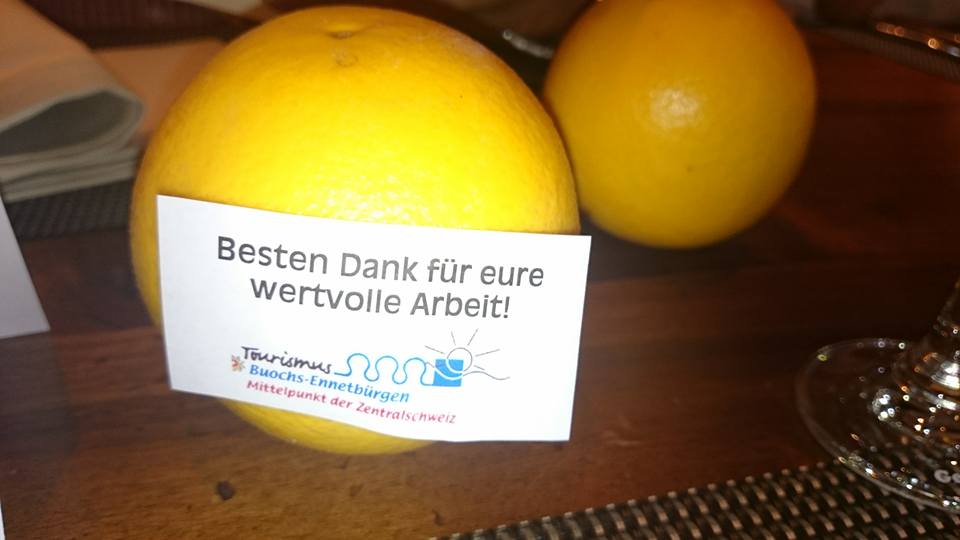 Besten Dank für eure
wertvolle Arbeit!
Tourismus
Buochs-Ennetbürgen
Mittelpunkt der Zentralschweiz